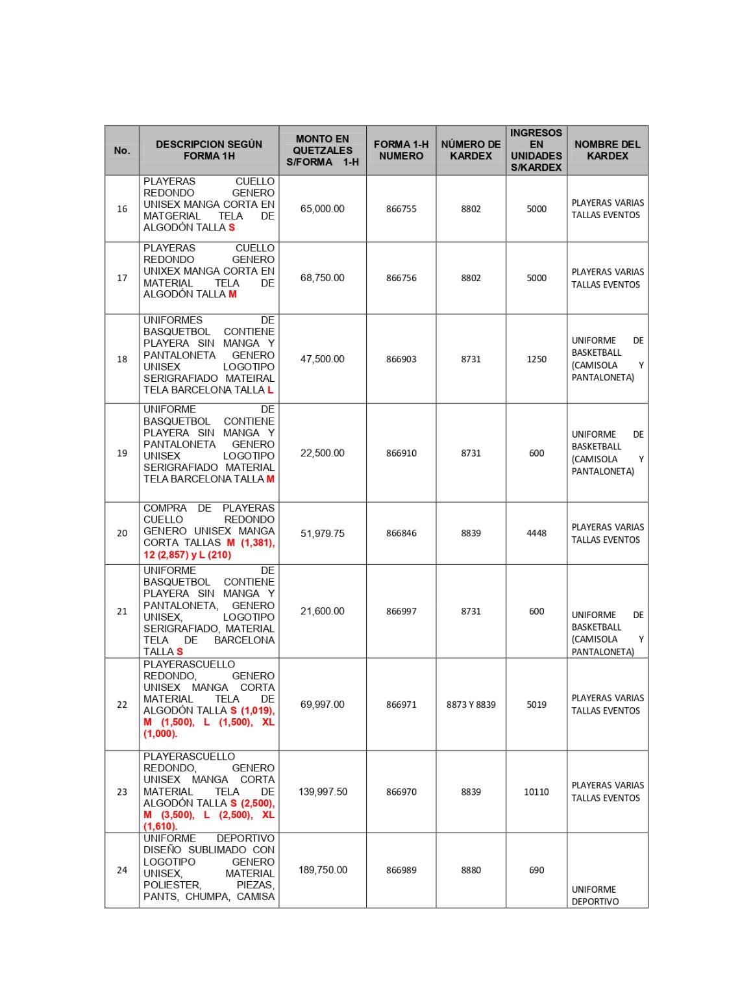 No.
DESCRIPCION SEGÚN
FORMA 1H
MONTO EN
QUETZALES
S/FORMA 1-H
FORMA 1-H
NUMERO
NÚMERO DE
KARDEX
INGRESOS
EN
UNIDADES
S/KARDEX
NOMBRE DEL
KARDEX
16
PLAYERAS CUELLO
REDONDO GENERO
UNISEX MANGA CORTA EN
MATGERIAL TELA DE
ALGODÓN TALLA S
65,000.00
866755
8802
5000
PLAYERAS VARIAS
TALLAS EVENTOS
17
PLAYERAS CUELLO
REDONDO GENERO
UNIXEX MANGA CORTA EN
MATERIAL TELA DE
ALGODÓN TALLA M
68,750.00
866756
8802
5000
PLAYERAS VARIAS
TALLAS EVENTOS
18
UNIFORMES DE
BASQUETBOL CONTIENE
PLAYERA SIN MANGA Y
PANTALONETA GENERO
UNISEX LOGOTIPO
SERIGRAFIADO MATEIRAL
TELA BARCELONA TALLA L
47,500.00
866903
8731
1250
UNIFORME DE
BASKETBALL
(CAMISOLA Y
PANTALONETA)
19
UNIFORME DE
BASQUETBOL CONTIENE
PLAYERA SIN MANGA Y
PANTALONETA GENERO
UNISEX LOGOTIPO
SERIGRAFIADO MATERIAL
TELA BARCELONA TALLA M
22,500.00
866910
8731
600
UNIFORME DE
BASKETBALL
(CAMISOLA Y
PANTALONETA)
20
COMPRA DE PLAYERAS
CUELLO REDONDO
GENERO UNISEX MANGA
CORTA TALLAS M (1,381),
12 (2,857) y L (210)
51,979.75
866846
8839
4448
PLAYERAS VARIAS
TALLAS EVENTOS
21
UNIFORME DE
BASQUETBOL CONTIENE
PLAYERA SIN MANGA Y
PANTALONETA, GENERO
UNISEX, LOGOTIPO
SERIGRAFIADO, MATERIAL
TELA DE BARCELONA
TALLA S
21,600.00
866997
8731
600
UNIFORME DE
BASKETBALL
(CAMISOLA Y
PANTALONETA)
22
PLAYERASCUELLO
REDONDO, GENERO
UNISEX MANGA CORTA
MATERIAL TELA DE
ALGODÓN TALLA S (1,019),
M (1,500), L (1,500), XL
(1,000).
69,997.00
866971
8873 Y 8839
5019
PLAYERAS VARIAS
TALLAS EVENTOS
23
PLAYERASCUELLO
REDONDO, GENERO
UNISEX MANGA CORTA
MATERIAL TELA DE
ALGODÓN TALLA S (2,500),
M (3,500), L (2,500), XL
(1,610).
139,997.50
866970
8839
10110
PLAYERAS VARIAS
TALLAS EVENTOS
24
UNIFORME DEPORTIVO
DISEÑO SUBLIMADO CON
LOGOTIPO GENERO
UNISEX, MATERIAL
POLIESTER, PIEZAS,
PANTS, CHUMPA, CAMISA
189,750.00
866989
8880
690
UNIFORME
DEPORTIVO